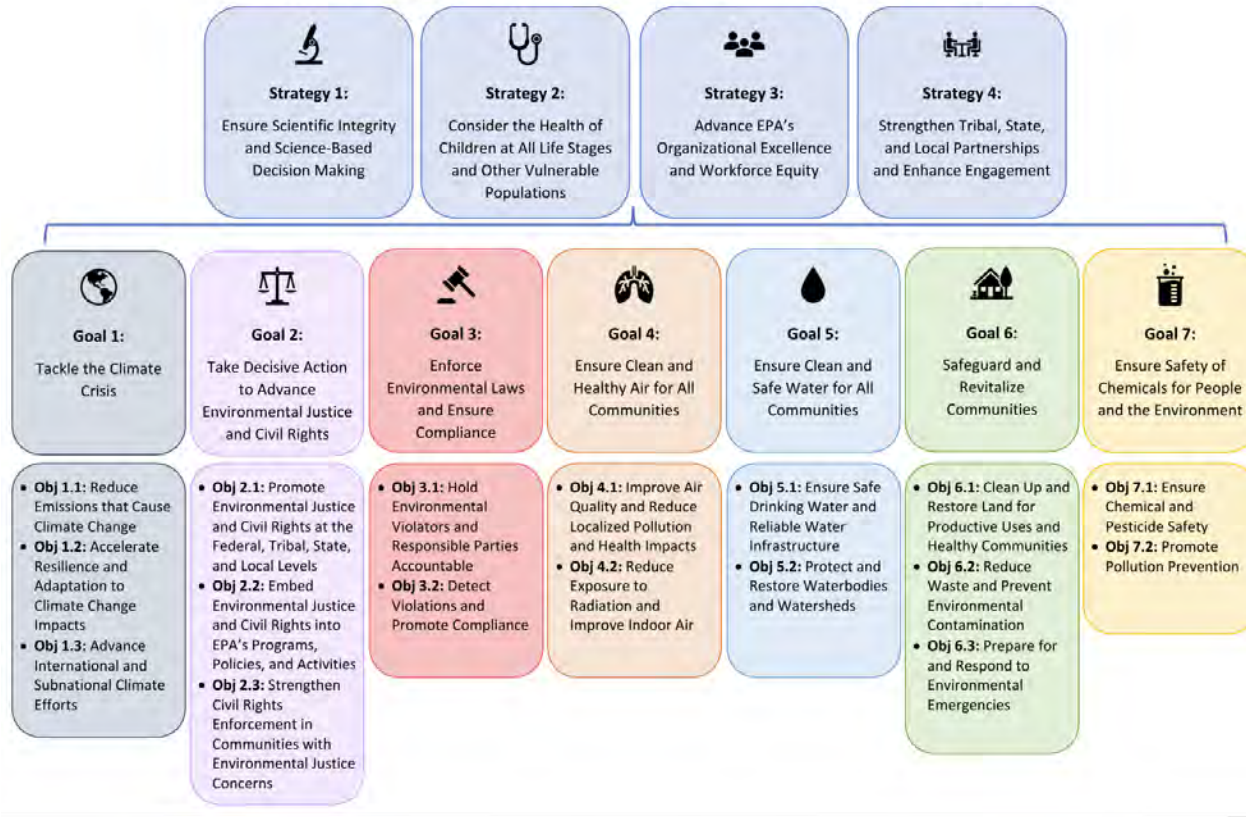 Strategy 1:
Ensure Scientific Integrity
and Science-Based
Decision Making
Strategy 2:
Consider the Health of
Children at All Life Stages
and Other Vulnerable
Populations
Strategy 3:
Advance EPA's
Organizational Excellence
and Workforce Equity
Strategy 4:
Strengthen Tribal, State,
and Local Partnerships
and Enhance Engagement
Goal 1:
Tackle the Climate
Crisis
Goal 2:
Take Decisive Action
to Advance
Environmental Justice
and Civil Rights
Goal 3:
Enforce
Environmental Laws
and Ensure
Compliance
Goal 4:
Ensure Clean and
Healthy Air for All
Communities
Goal 5:
Ensure Clean and
Safe Water for All
Communities
Goal 6:
Safeguard and
Revitalize
Communities
Goal 7:
Ensure Safety of
Chemicals for People
and the Environment
• Obj 1.1: Reduce
Emissions that Cause
Climate Change
• Obj 1.2: Accelerate
Resilience and
Adaptation to
Climate Change
Impacts
• Obj 1.3: Advance
International and
Subnational Climate
Efforts
• Obj 2.1: Promote
Environmental Justice
and Civil Rights at the
Federal, Tribal, State,
and Local Levels
• Obj 2.2: Embed
Environmental Justice
and Civil Rights into
EPA's Programs,
Policies, and Activities
• Obj 2.3: Strengthen
Civil Rights
Enforcement in
Communities with
Environmental Justice
Concerns
• Obj 3.1: Hold
Environmental
Violators and
Responsible Parties
Accountable
• Obj 3.2: Detect
Violations and
Promote Compliance
• Obj 4.1: Improve Air
Quality and Reduce
Localized Pollution
and Health Impacts
• Obj 4.2: Reduce
Exposure to
Radiation and
Improve Indoor Air
• Obj 5.1: Ensure Safe
Drinking Water and
Reliable Water
Infrastructure
• Obj 5.2: Protect and
Restore Waterbodies
and Watersheds
• Obj 6.1: Clean Up and
Restore Land for
Productive Uses and
Healthy Communities
• Obj 6.2: Reduce
Waste and Prevent
Environmental
Contamination
• Obj 6.3: Prepare for
and Respond to
Environmental
Emergencies
• Obj 7.1: Ensure
Chemical and
Pesticide Safety
• Obj 7.2: Promote
Pollution Prevention